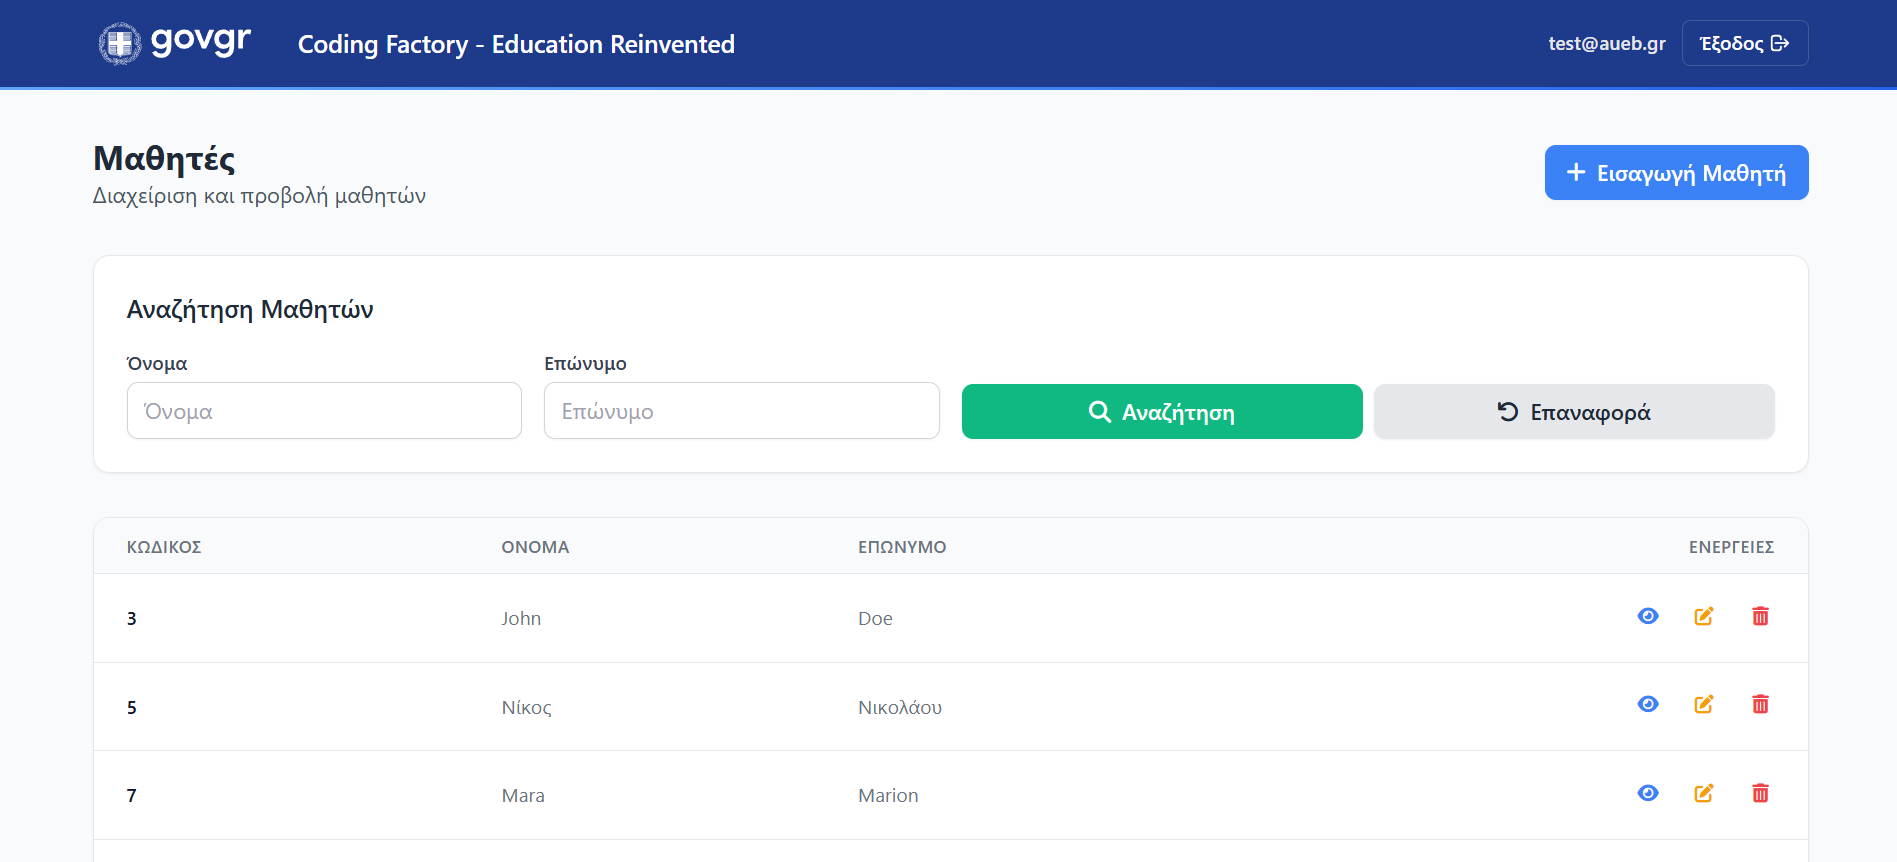 govgr
Coding Factory - Education Reinvented
test@aueb.gr
Έξοδος
Μαθητές
Διαχείριση και προβολή μαθητών
Εισαγωγή Μαθητή
Αναζήτηση Μαθητών
Όνομα
Επώνυμο
Όνομα
Επώνυμο
Αναζήτηση
Επαναφορά
ΚΩΔΙΚΟΣ ΟΝΟΜΑ ΕΠΩΝΥΜΟ ΕΝΕΡΓΕΙΕΣ
3 John Doe
5 Νίκος Νικολάου
7 Mara Marion